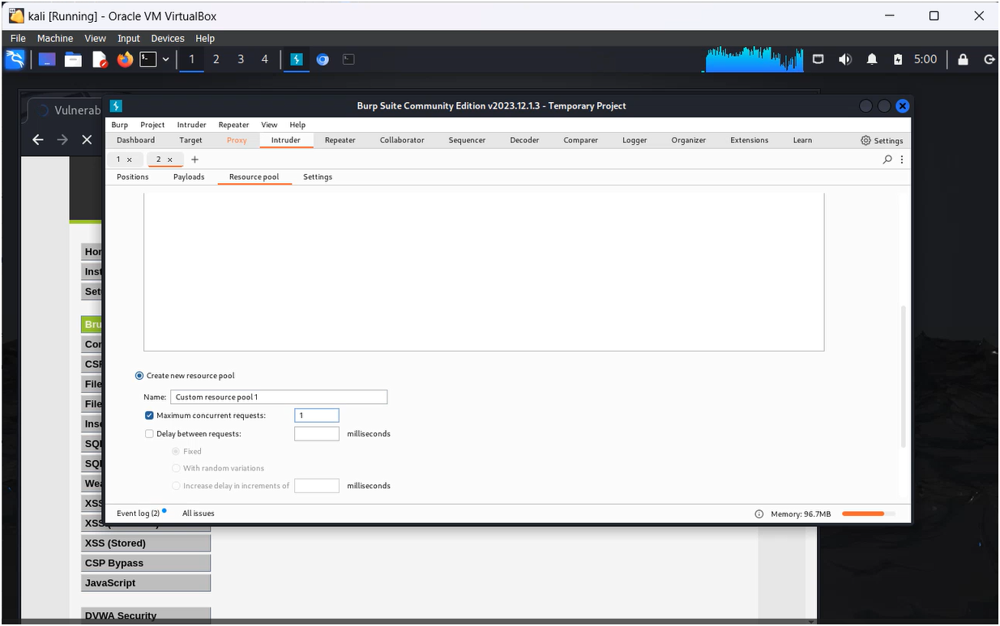 kali [Running] - Oracle VM VirtualBox
File Machine View Input Devices Help
1 2 3 4 5:00
Vulnerab
Burp Suite Community Edition v2023.12.1.3 - Temporary Project
Burp Project Intruder Repeater View Help
Dashboard Target Proxy Intruder Repeater Collaborator Sequencer Decoder Comparer Logger Organizer Extensions Learn Settings
1 × 2 × +
Positions Payloads Resource pool Settings
Hor
Inst
Set
Bru
Cor
CSF
File
File
Inse
SQI
SQI
Wea
XSS
XSS
XSS (Stored)
CSP Bypass
JavaScript
DVWA Security
Create new resource pool
Name: Custom resource pool 1
Maximum concurrent requests: 1
Delay between requests: milliseconds
Fixed
With random variations
Increase delay in increments of milliseconds
Event log (2) All issues Memory: 96.7MB